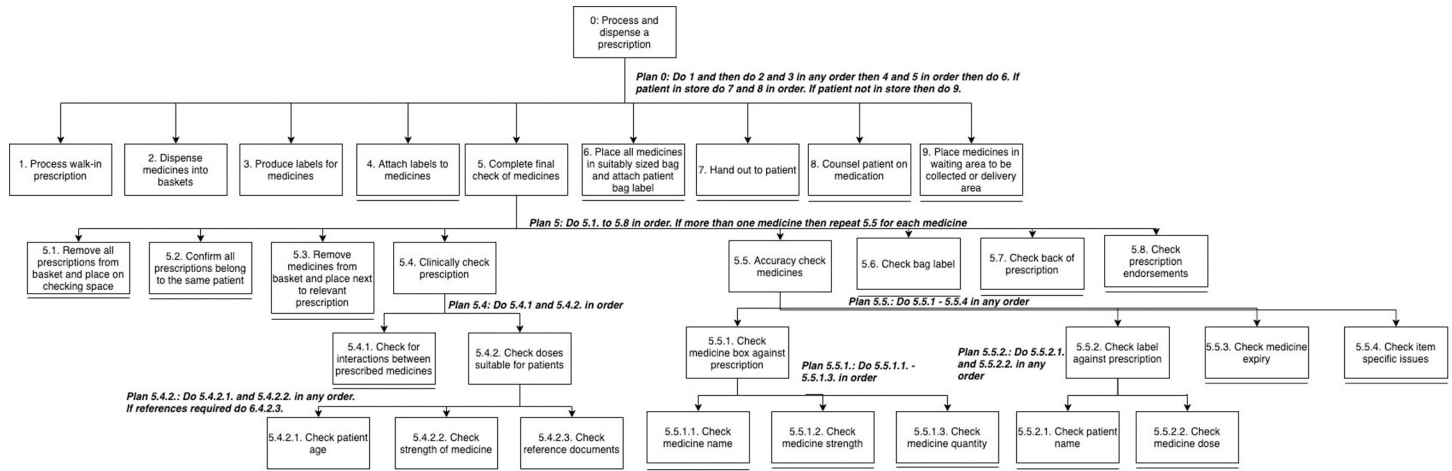 0: Process and
dispense a
prescription
Plan 0: Do 1 and then do 2 and 3 in any order then 4 and 5 in order then do 6. If
patient in store do 7 and 8 in order. If patient not in store then do 9.
1. Process walk-in
prescription
2. Dispense
medicines into
baskets
3. Produce labels for
medicines
4. Attach labels to
medicines
5. Complete final
check of medicines
6. Place all medicines
in suitably sized bag
and attach patient
bag label
7. Hand out to patient
8. Counsel patient on
medication
9. Place medicines in
waiting area to be
collected or delivery
area
Plan 5: Do 5.1. to 5.8 in order. If more than one medicine then repeat 5.5 for each medicine
5.1. Remove all
prescriptions from
basket and place on
checking space
5.2. Confirm all
prescriptions belong
to the same patient
5.3. Remove
medicines from
basket and place next
to relevant
prescription
5.4. Clinically check
presciption
5.5. Accuracy check
medicines
5.6. Check bag label
5.7. Check back of
prescription
5.8. Check
prescription
endorsements
Plan 5.4: Do 5.4.1 and 5.4.2. in order
Plan 5.5.: Do 5.5.1 - 5.5.4 in any order
5.4.1. Check for
interactions between
prescribed medicines
5.4.2. Check doses
suitable for patients
5.5.1. Check
medicine box against
prescription
Plan 5.5.1.: Do 5.5.1.1. -
5.5.1.3. in order
Plan 5.5.2.: Do 5.5.2.1.
and 5.5.2.2. in any
order
5.5.2. Check label
against prescription
5.5.3. Check medicine
expiry
5.5.4. Check item
specific issues
Plan 5.4.2.: Do 5.4.2.1. and 5.4.2.2. in any order.
If references required do 6.4.2.3.
5.4.2.1. Check patient
age
5.4.2.2. Check
strength of medicine
5.4.2.3. Check
reference documents
5.5.1.1. Check
medicine name
5.5.1.2. Check
medicine strength
5.5.1.3. Check
medicine quantity
5.5.2.1. Check patient
name
5.5.2.2. Check
medicine dose